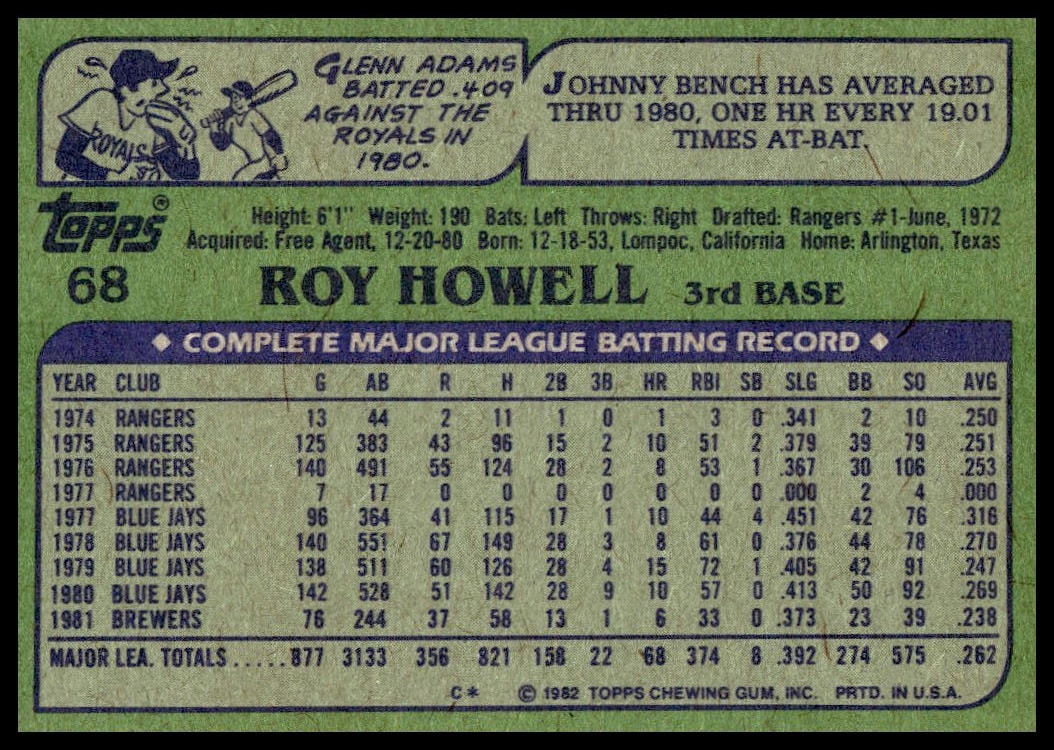 GLENN ADAMS
BATTED .409
AGAINST THE
ROYALS IN
1980.
ROYALS
JOHNNY BENCH HAS AVERAGED
THRU 1980, ONE HR EVERY 19.01
TIMES AT-BAT.
TOPPS®
Height: 6'1" Weight: 190 Bats: Left Throws: Right Drafted: Rangers #1-June, 1972
Acquired: Free Agent, 12-20-80 Born: 12-18-53, Lompoc, California Home: Arlington, Texas
68 ROY HOWELL 3rd BASE
◆ COMPLETE MAJOR LEAGUE BATTING RECORD ◆
YEAR CLUB G AB R H 2B 3B HR RBI SB SLG BB SO AVG
1974 RANGERS 13 44 2 11 1 0 1 3 0 .341 2 10 .250
1975 RANGERS 125 383 43 96 15 2 10 51 2 .379 39 79 .251
1976 RANGERS 140 491 55 124 28 2 8 53 1 .367 30 106 .253
1977 RANGERS 7 17 0 0 0 0 0 0 0 .000 2 4 .000
1977 BLUE JAYS 96 364 41 115 17 1 10 44 4 .451 42 76 .316
1978 BLUE JAYS 140 551 67 149 28 3 8 61 0 .376 44 78 .270
1979 BLUE JAYS 138 511 60 126 28 4 15 72 1 .405 42 91 .247
1980 BLUE JAYS 142 528 51 142 28 9 10 57 0 .413 50 92 .269
1981 BREWERS 76 244 37 58 13 1 6 33 0 .373 23 39 .238
MAJOR LEA. TOTALS.....877 3133 356 821 158 22 68 374 8 .392 274 575 .262
C* © 1982 TOPPS CHEWING GUM, INC. PRTD. IN U.S.A.